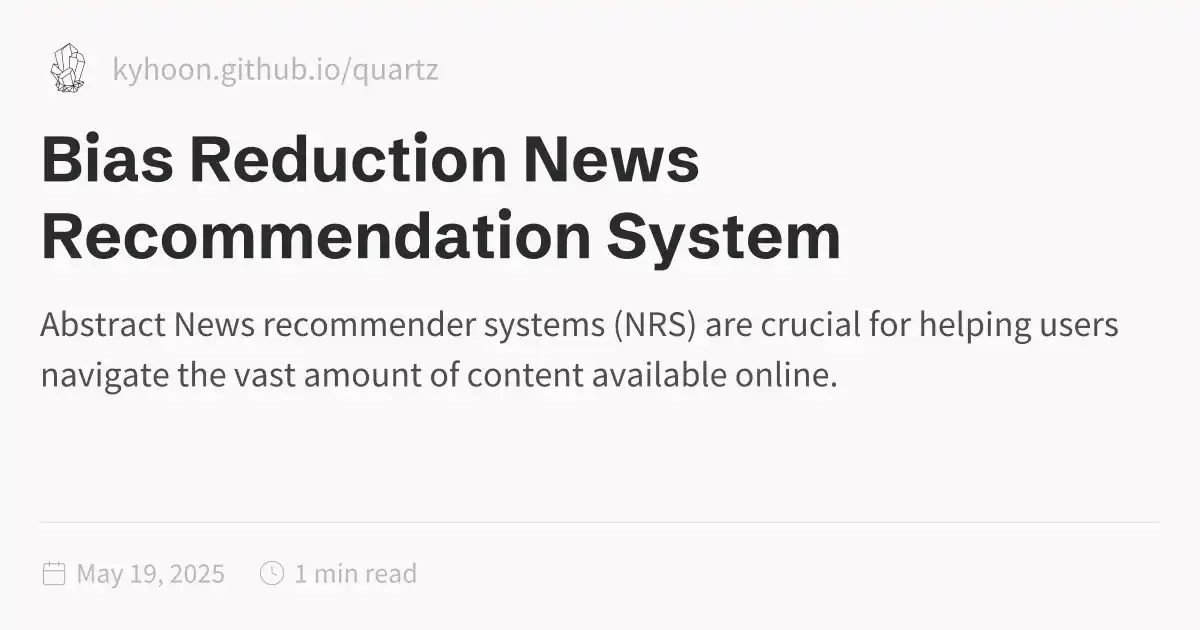 kyhoon.github.io/quartz
Bias Reduction News
Recommendation System
Abstract News recommender systems (NRS) are crucial for helping users
navigate the vast amount of content available online.
May 19, 2025 1 min read